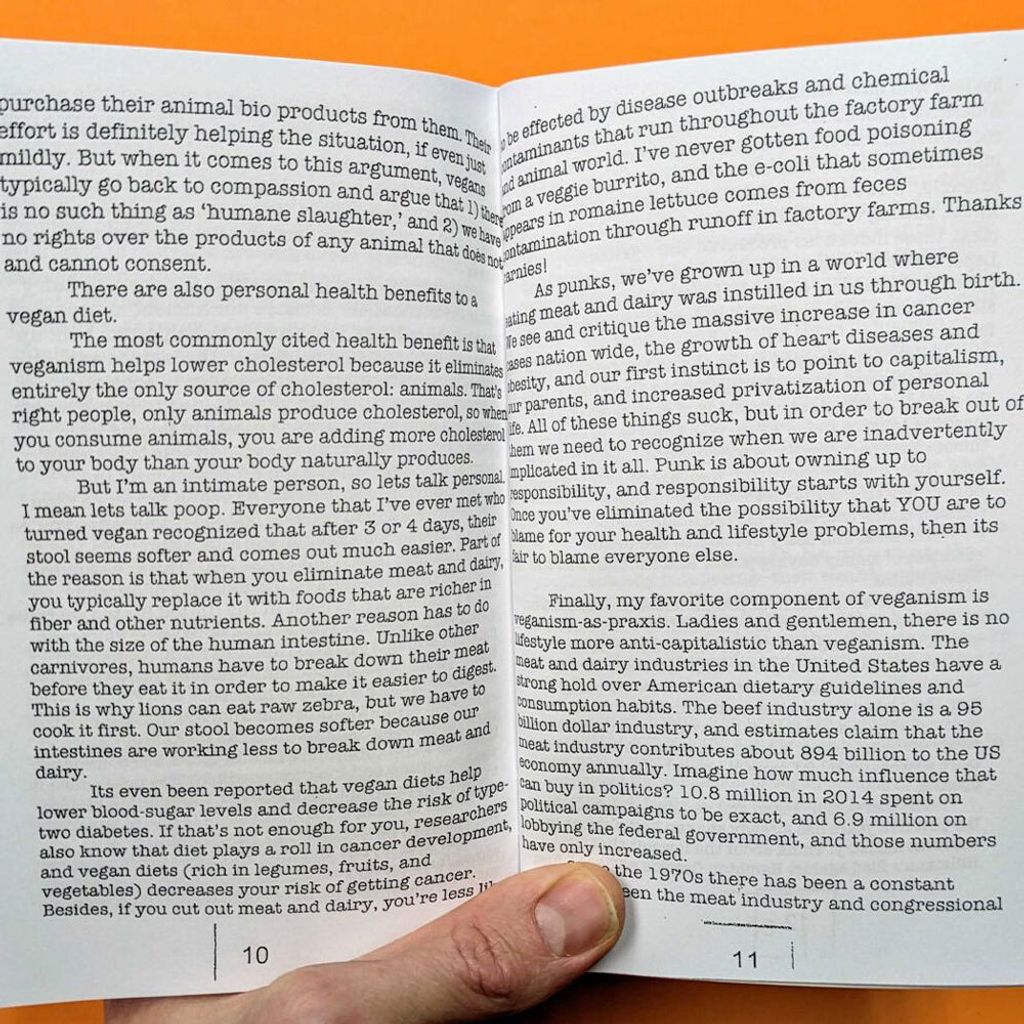 purchase their animal bio products from them. Their
effort is definitely helping the situation, if even just
mildly. But when it comes to this argument, vegans
typically go back to compassion and argue that 1) there
is no such thing as ‘humane slaughter,’ and 2) we have
no rights over the products of any animal that does not
and cannot consent.
There are also personal health benefits to a
vegan diet.
The most commonly cited health benefit is that
veganism helps lower cholesterol because it eliminates
entirely the only source of cholesterol: animals. That's
right people, only animals produce cholesterol, so when
you consume animals, you are adding more cholesterol
to your body than your body naturally produces.
But I'm an intimate person, so lets talk personal.
I mean lets talk poop. Everyone that I've ever met who
turned vegan recognized that after 3 or 4 days, their
stool seems softer and comes out much easier. Part of
the reason is that when you eliminate meat and dairy,
you typically replace it with foods that are richer in
fiber and other nutrients. Another reason has to do
with the size of the human intestine. Unlike other
carnivores, humans have to break down their meat
before they eat it in order to make it easier to digest.
This is why lions can eat raw zebra, but we have to
cook it first. Our stool becomes softer because our
intestines are working less to break down meat and
dairy.
Its even been reported that vegan diets help
lower blood-sugar levels and decrease the risk of type-
two diabetes. If that's not enough for you, researchers
also know that diet plays a roll in cancer development,
and vegan diets (rich in legumes, fruits, and
vegetables) decreases your risk of getting cancer.
Besides, if you cut out meat and dairy, you're less
10
be effected by disease outbreaks and chemical
ontaminants that run throughout the factory farm
nd animal world. I've never gotten food poisoning
om a veggie burrito, and the e-coli that sometimes
ppears in romaine lettuce comes from feces
ontamination through runoff in factory farms. Thanks
arnies!
As punks, we've grown up in a world where
eating meat and dairy was instilled in us through birth.
We see and critique the massive increase in cancer
ases nation wide, the growth of heart diseases and
besity, and our first instinct is to point to capitalism,
ur parents, and increased privatization of personal
ife. All of these things suck, but in order to break out of
hem we need to recognize when we are inadvertently
mplicated in it all. Punk is about owning up to
responsibility, and responsibility starts with yourself.
Once you've eliminated the possibility that YOU are to
blame for your health and lifestyle problems, then its
fair to blame everyone else.
Finally, my favorite component of veganism is
veganism-as-praxis. Ladies and gentlemen, there is no
lifestyle more anti-capitalistic than veganism. The
meat and dairy industries in the United States have a
strong hold over American dietary guidelines and
consumption habits. The beef industry alone is a 95
billion dollar industry, and estimates claim that the
meat industry contributes about 894 billion to the US
economy annually. Imagine how much influence that
can buy in politics? 10.8 million in 2014 spent on
political campaigns to be exact, and 6.9 million on
lobbying the federal government, and those numbers
have only increased.
the 1970s there has been a constant
een the meat industry and congressional
11